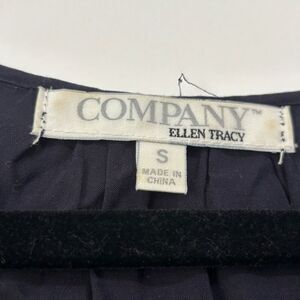 COMPANY™
ELLEN TRACY
S
MADE IN
CHINA